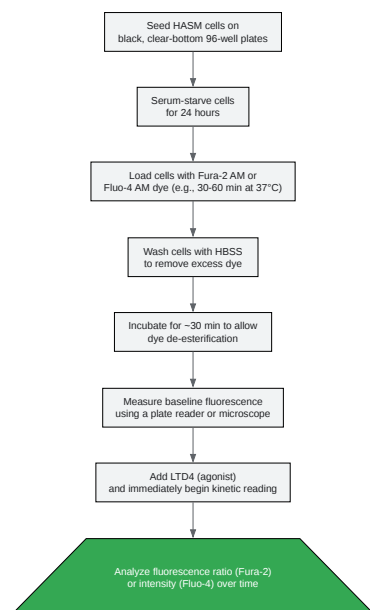 Seed HASM cells on
black, clear-bottom 96-well plates
Serum-starve cells
for 24 hours
Load cells with Fura-2 AM or
Fluo-4 AM dye (e.g., 30-60 min at 37°C)
Wash cells with HBSS
to remove excess dye
Incubate for ~30 min to allow
dye de-esterification
Measure baseline fluorescence
using a plate reader or microscope
Add LTD4 (agonist)
and immediately begin kinetic reading
Analyze fluorescence ratio (Fura-2)
or intensity (Fluo-4) over time